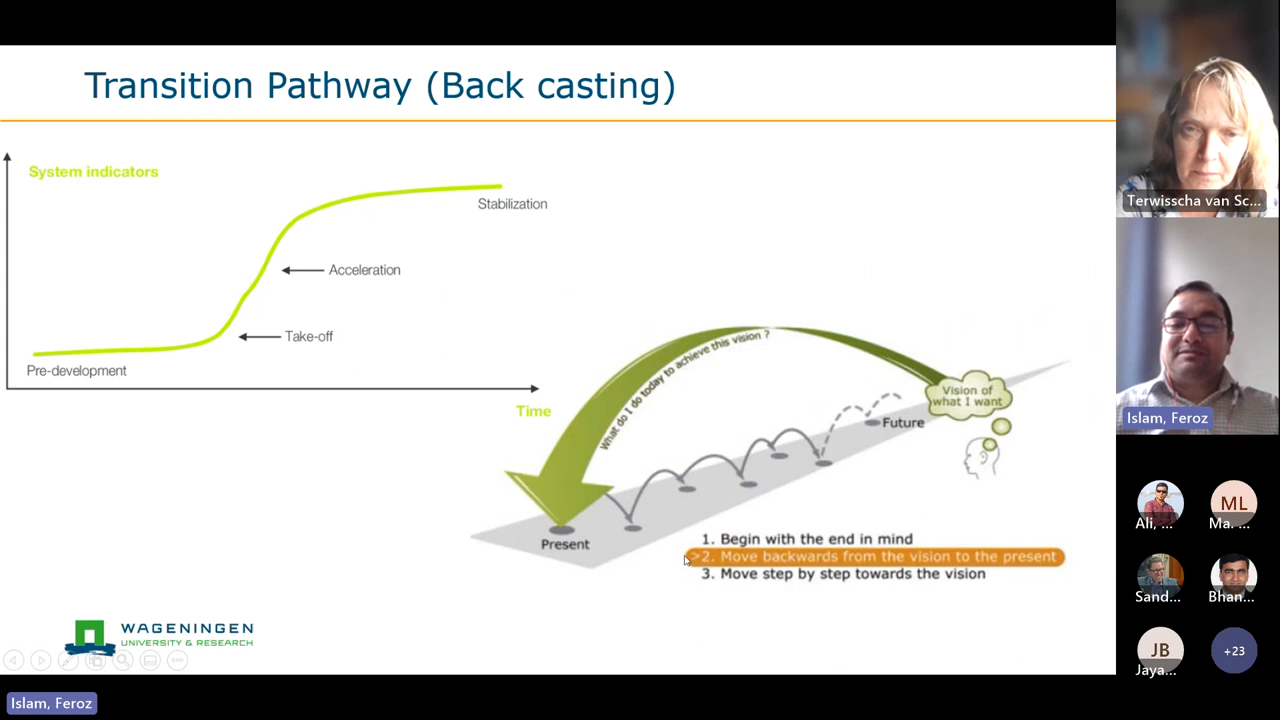 Transition Pathway (Back casting)
System indicators
Stabilization
Acceleration
Take-off
Pre-development
Time
What do I do today to achieve this vision ?
Vision of
what I want
Future
Present
1. Begin with the end in mind
>2. Move backwards from the vision to the present
3. Move step by step towards the vision
WAGENINGEN
UNIVERSITY & RESEARCH
Islam, Feroz
Terwisscha van Sc...
Islam, Feroz
ML
Ali, ...
Ma. ...
Sand...
Bhan...
JB
+23
Jaya...